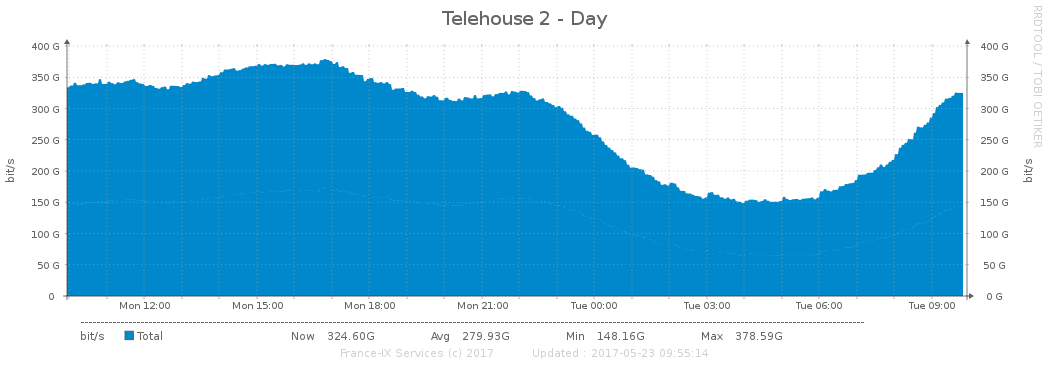 Telehouse 2 - Day
RRDTOOL / TOBI OETIKER
400 G 400 G
350 G 350 G
300 G 300 G
250 G 250 G
200 G 200 G
150 G 150 G
100 G 100 G
50 G 50 G
0 0 G
bit/s bit/s
Mon 12:00 Mon 15:00 Mon 18:00 Mon 21:00 Tue 00:00 Tue 03:00 Tue 06:00 Tue 09:00
bit/s Total Now 324.60G Avg 279.93G Min 148.16G Max 378.59G
France-IX Services (c) 2017 Updated : 2017-05-23 09:55:14